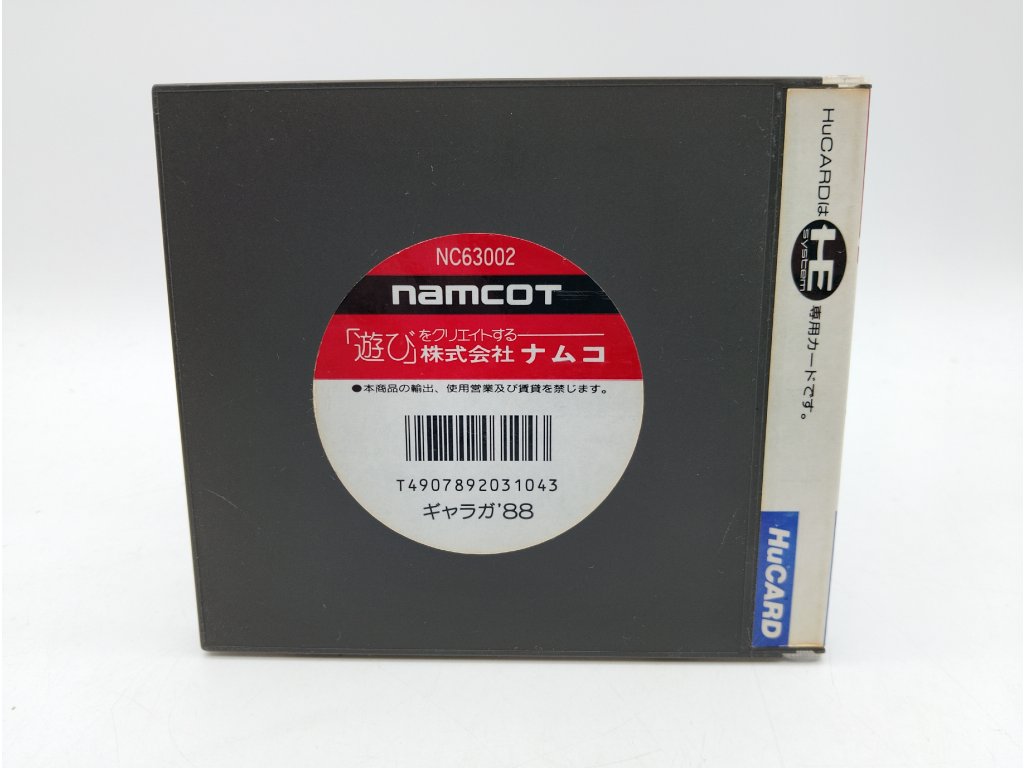 NC63002
namcoT
「遊び」をクリエイトする
株式会社ナムコ
●本商品の輸出、使用営業及び賃貸を禁じます。
T4907892031043
ギャラガ'88
HuCARDは HE system 専用カードです。
HuCARD